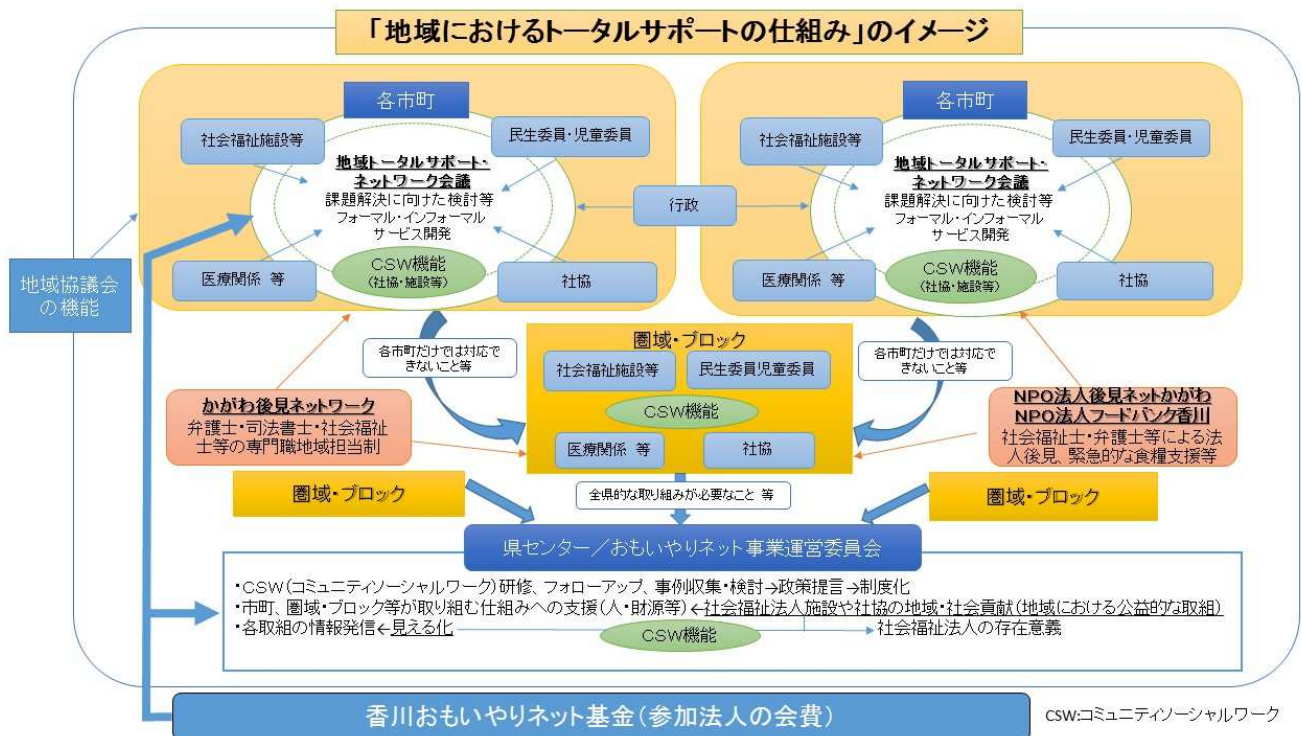 「地域におけるトータルサポートの仕組み」のイメージ
各市町
社会福祉施設等
民生委員・児童委員
地域トータルサポート・
ネットワーク会議
課題解決に向けた検討等
フォーマル・インフォーマル
サービス開発
医療関係 等
CSW機能
(社協・施設等)
社協
行政
各市町
社会福祉施設等
民生委員・児童委員
地域トータルサポート・
ネットワーク会議
課題解決に向けた検討等
フォーマル・インフォーマル
サービス開発
医療関係 等
CSW機能
(社協・施設等)
社協
地域協議会
の機能
各市町だけでは対応で
きないこと等
圏域・ブロック
社会福祉施設等
民生委員児童委員
CSW機能
医療関係 等
社協
各市町だけでは対応で
きないこと等
かがわ後見ネットワーク
弁護士・司法書士・社会福祉
士等の専門職地域担当制
NPO法人後見ネットかがわ
NPO法人フードバンク香川
社会福祉士・弁護士等による法
人後見、緊急的な食糧支援等
圏域・ブロック
全県的な取り組みが必要なこと 等
圏域・ブロック
県センター/おもいやりネット事業運営委員会
・CSW(コミュニティソーシャルワーク)研修、フォローアップ、事例収集・検討→政策提言→制度化
・市町、圏域・ブロック等が取り組む仕組みへの支援(人・財源等)←社会福祉法人施設や社協の地域・社会貢献(地域における公益的な取組)
・各取組の情報発信←見える化
CSW機能
社会福祉法人の存在意義
香川おもいやりネット基金(参加法人の会費)
CSW:コミュニティソーシャルワーク